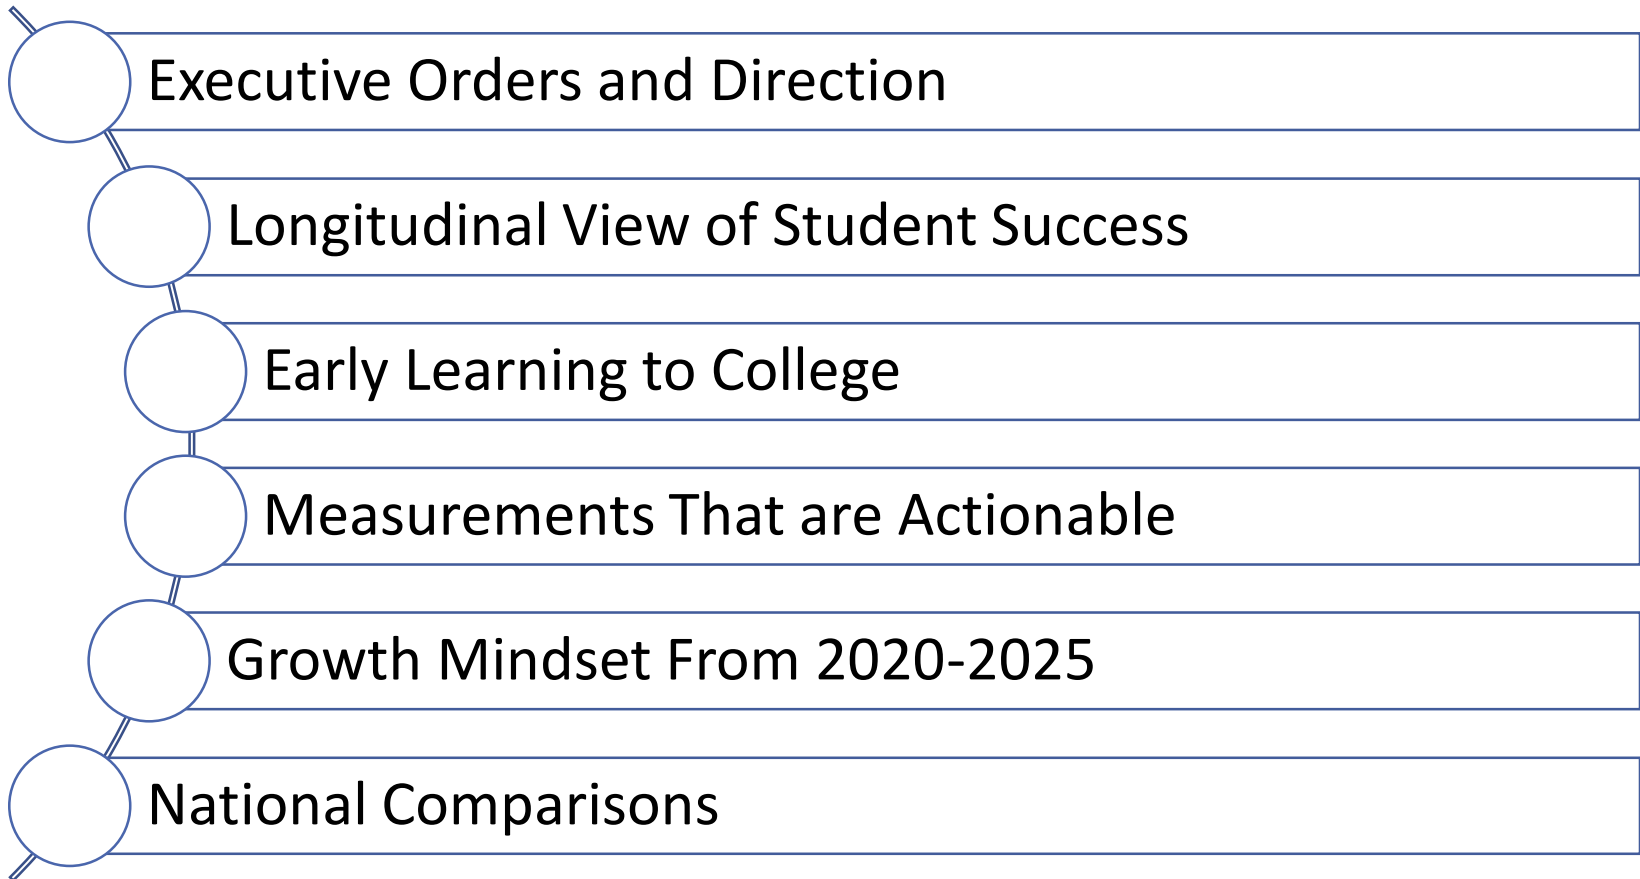 Executive Orders and Direction
Longitudinal View of Student Success
Early Learning to College
Measurements That are Actionable
Growth Mindset From 2020-2025
National Comparisons